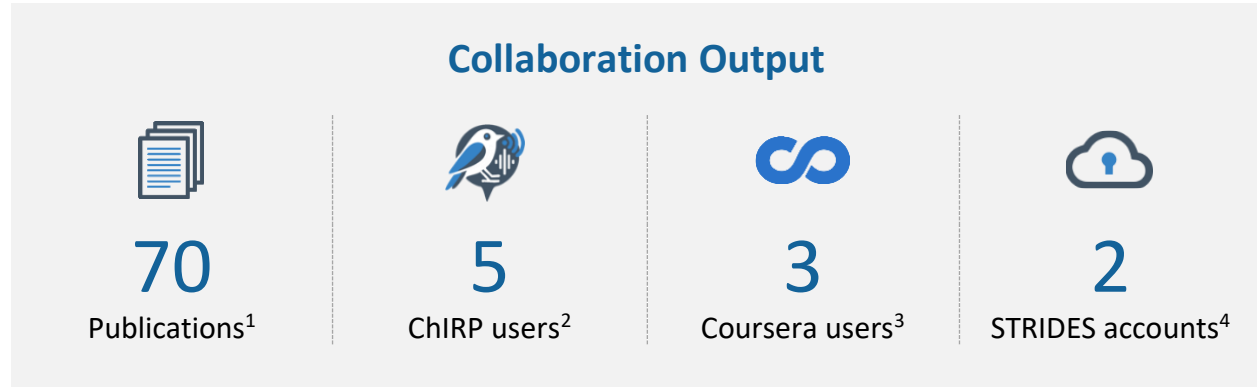 Collaboration Output
70
Publications¹
5
ChIRP users²
3
Coursera users³
2
STRIDES accounts⁴